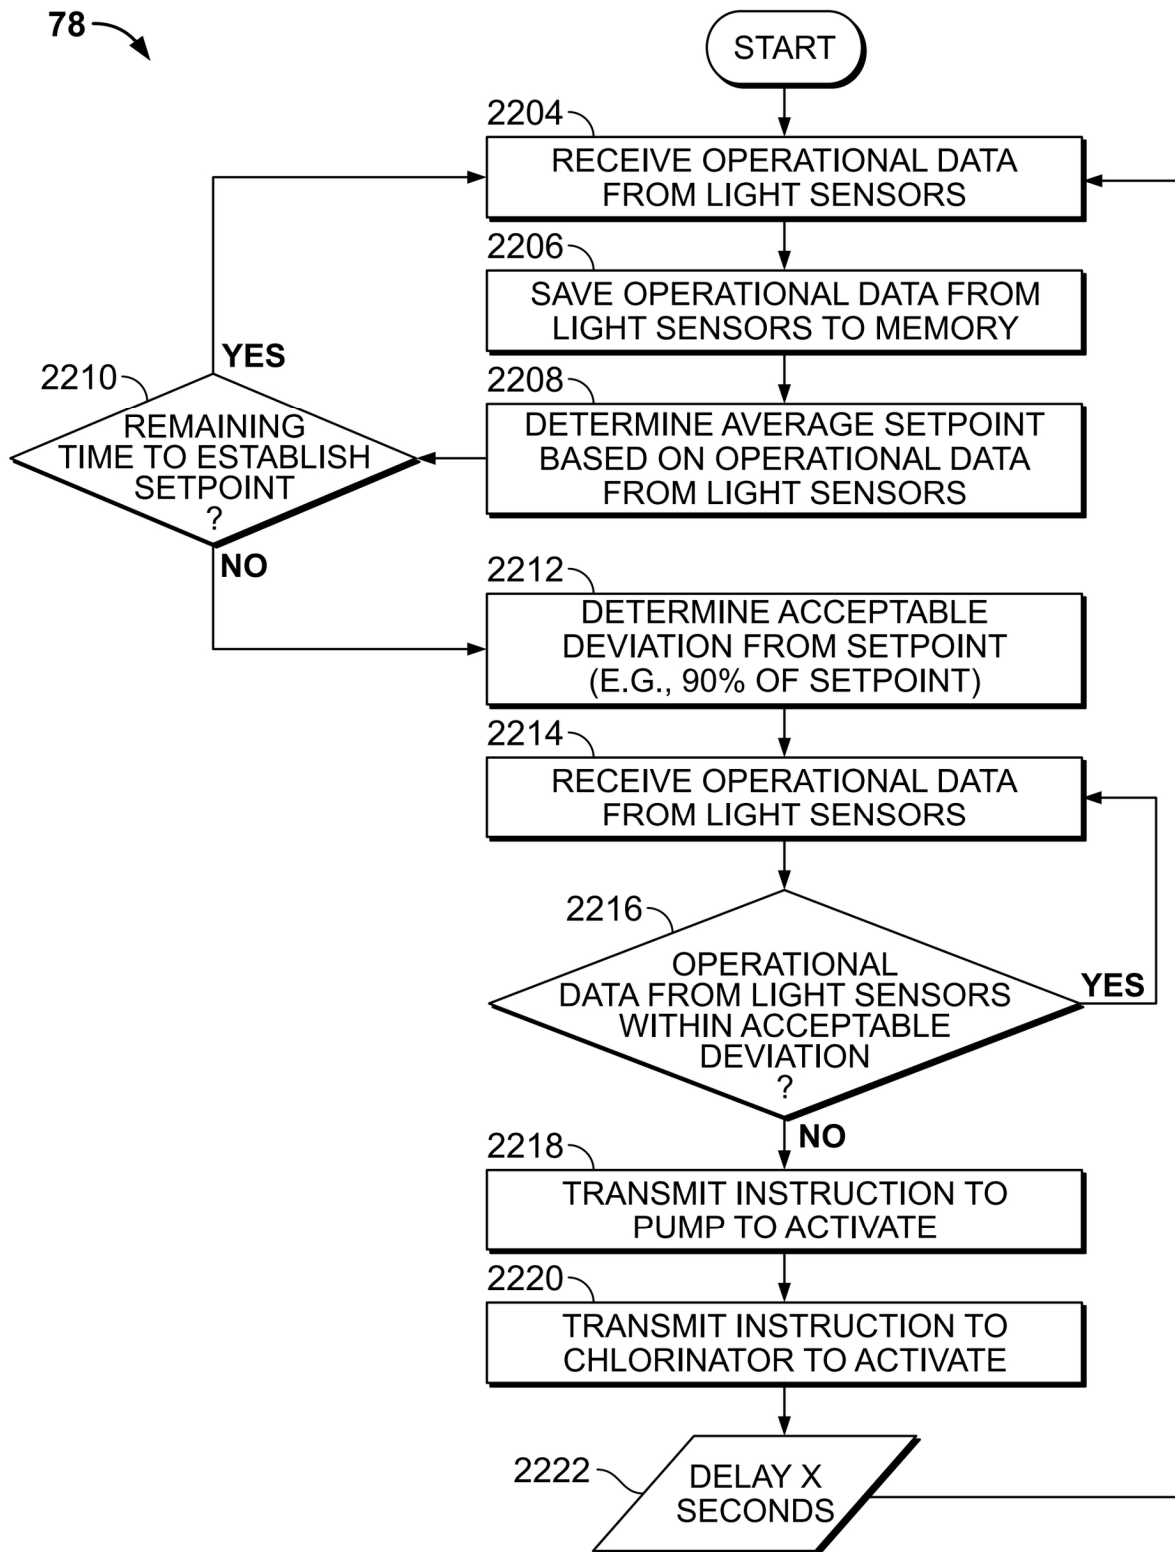 78
START
2204
RECEIVE OPERATIONAL DATA
FROM LIGHT SENSORS
2206
SAVE OPERATIONAL DATA FROM
LIGHT SENSORS TO MEMORY
2208
DETERMINE AVERAGE SETPOINT
BASED ON OPERATIONAL DATA
FROM LIGHT SENSORS
YES
2210
REMAINING
TIME TO ESTABLISH
SETPOINT
?
NO
2212
DETERMINE ACCEPTABLE
DEVIATION FROM SETPOINT
(E.G., 90% OF SETPOINT)
2214
RECEIVE OPERATIONAL DATA
FROM LIGHT SENSORS
2216
OPERATIONAL
DATA FROM LIGHT SENSORS
WITHIN ACCEPTABLE
DEVIATION
?
YES
NO
2218
TRANSMIT INSTRUCTION TO
PUMP TO ACTIVATE
2220
TRANSMIT INSTRUCTION TO
CHLORINATOR TO ACTIVATE
2222
DELAY X
SECONDS